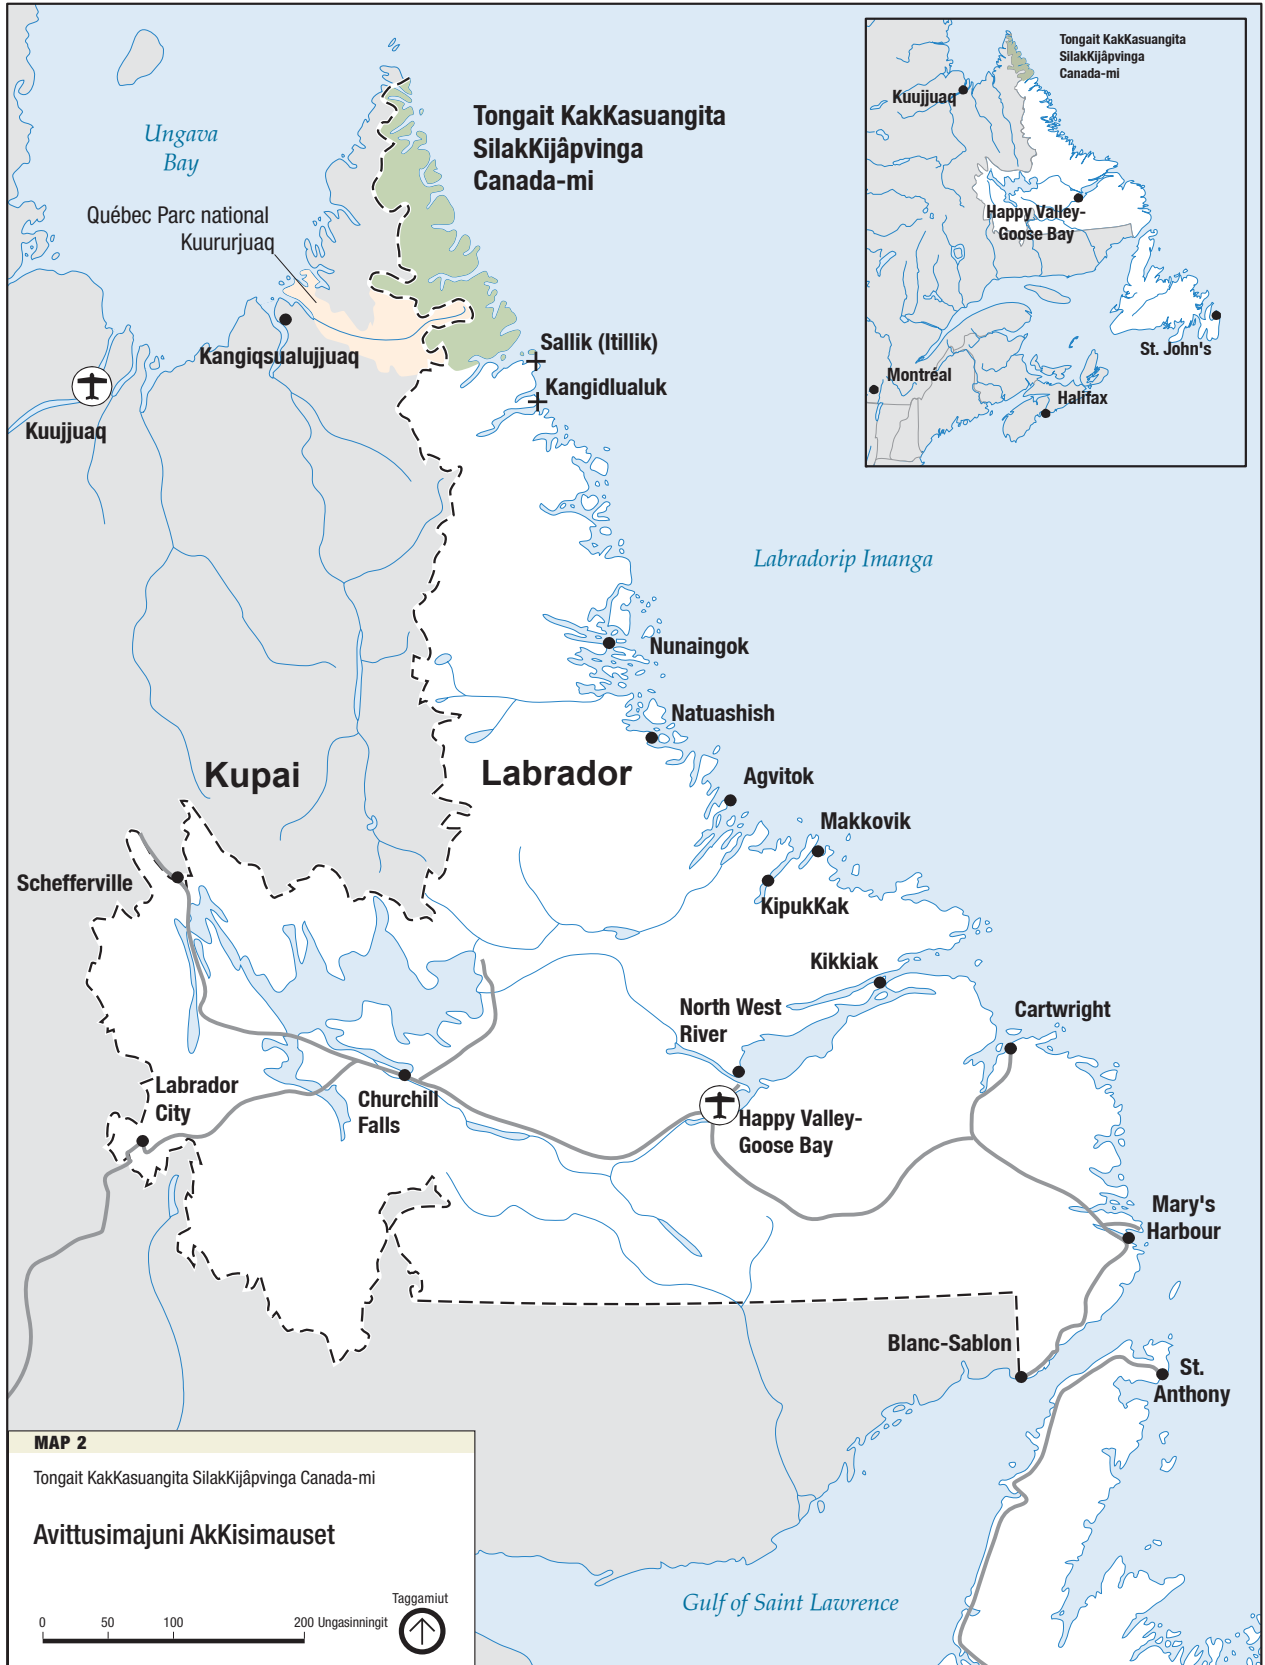 Tongait KakKasuangita
SilakKijâpvinga
Canada-mi
Ungava
Bay
Québec Parc national
Kuururjuaq
Kangiqsualujjuaq
Kuujjuaq
Sallik (Itillik)
Kangidlualuk
Labradorip Imanga
Nunaingok
Natuashish
Agvitok
Makkovik
KipukKak
Kupai
Labrador
Schefferville
Kikkiak
North West
River
Cartwright
Labrador
City
Churchill
Falls
Happy Valley-
Goose Bay
Mary's
Harbour
Blanc-Sablon
St.
Anthony
Gulf of Saint Lawrence
Tongait KakKasuangita
SilakKijâpvinga
Canada-mi
Kuujjuaq
Happy Valley-
Goose Bay
St. John's
Montréal
Halifax
MAP 2
Tongait KakKasuangita SilakKijâpvinga Canada-mi
Avittusimajuni AkKisimauset
Taggamiut
0 50 100 200 Ungasinningit